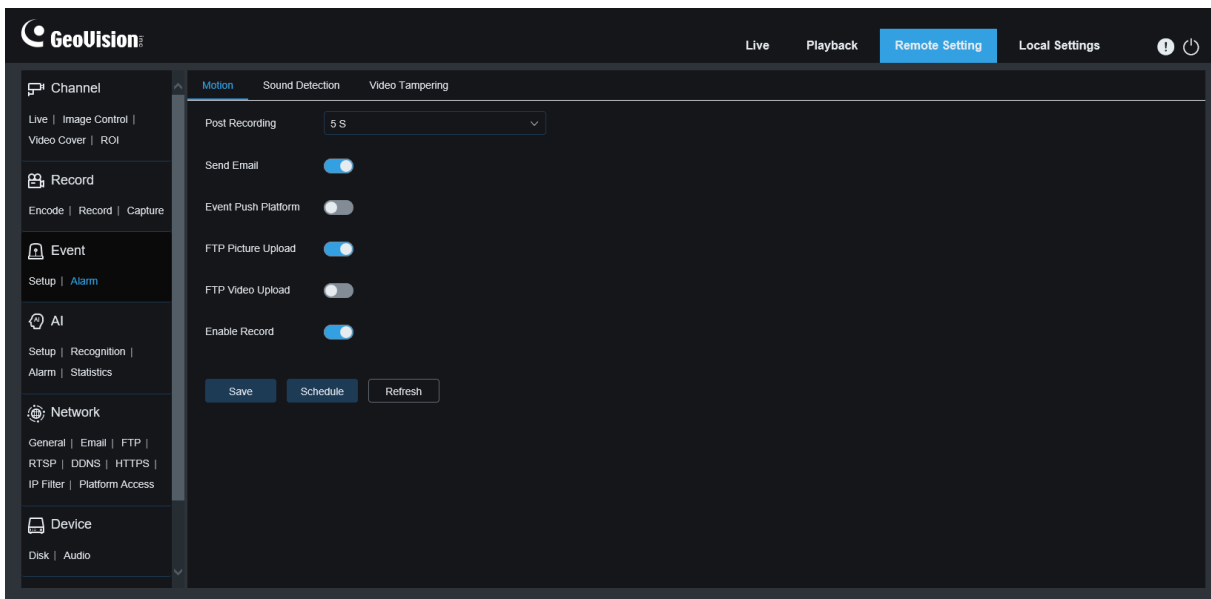 GeoVision
Live Playback Remote Setting Local Settings
Channel
Live | Image Control |
Video Cover | ROI
Record
Encode | Record | Capture
Event
Setup | Alarm
AI
Setup | Recognition |
Alarm | Statistics
Network
General | Email | FTP |
RTSP | DDNS | HTTPS |
IP Filter | Platform Access
Device
Disk | Audio
Motion Sound Detection Video Tampering
Post Recording 5 S
Send Email
Event Push Platform
FTP Picture Upload
FTP Video Upload
Enable Record
Save Schedule Refresh